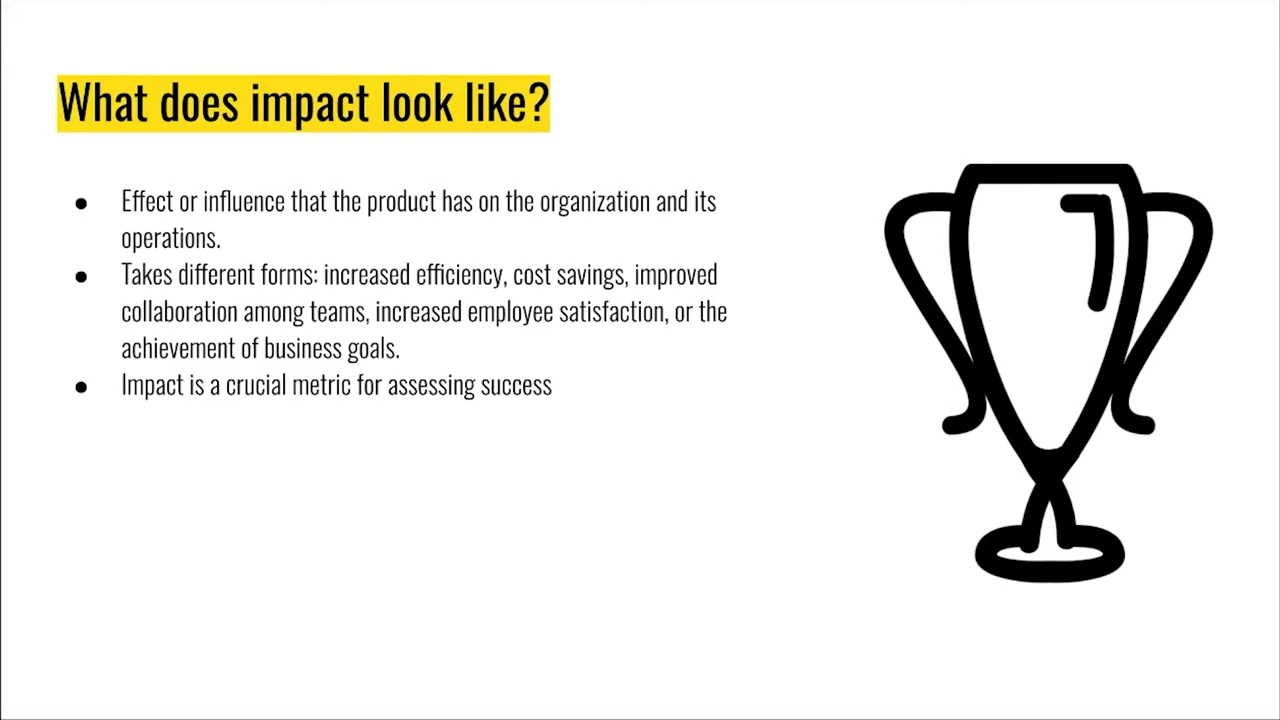 What does impact look like?
● Effect or influence that the product has on the organization and its
operations.
● Takes different forms: increased efficiency, cost savings, improved
collaboration among teams, increased employee satisfaction, or the
achievement of business goals.
● Impact is a crucial metric for assessing success